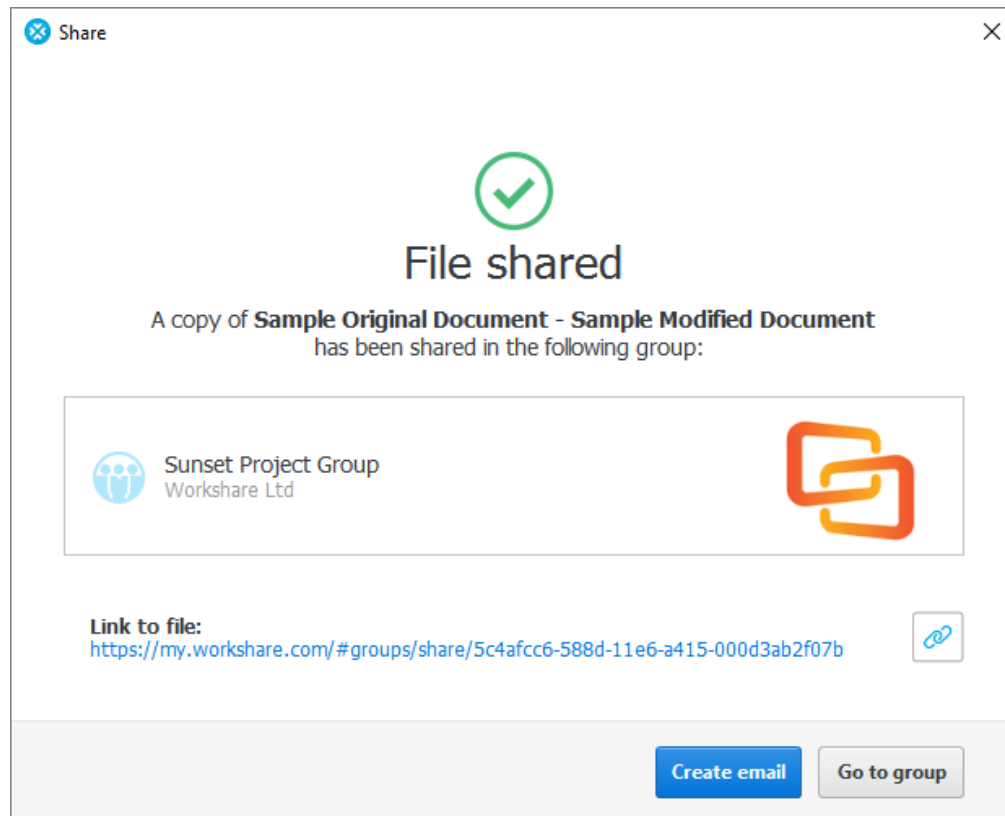 Share
File shared
A copy of Sample Original Document - Sample Modified Document
has been shared in the following group:
Sunset Project Group
Workshare Ltd
Link to file:
https://my.workshare.com/#groups/share/5c4afcc6-588d-11e6-a415-000d3ab2f07b
Create email
Go to group